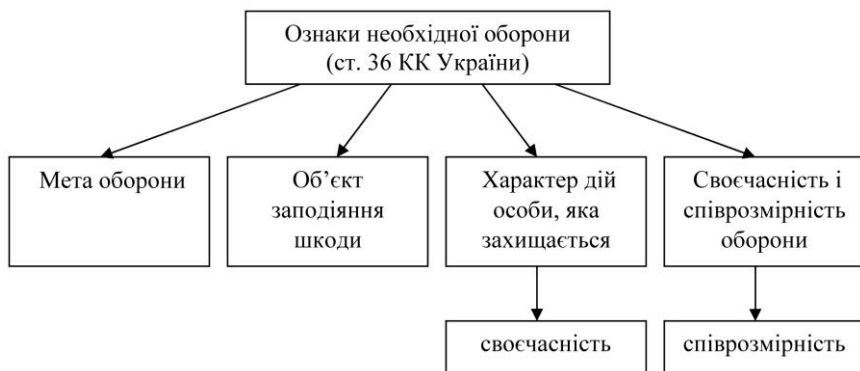 Ознаки необхідної оборони
(ст. 36 КК України)
Мета оборони
Об’єкт
заподіяння
шкоди
Характер дій
особи, яка
захищається
Своєчасність і
співрозмірність
оборони
своєчасність
співрозмірність